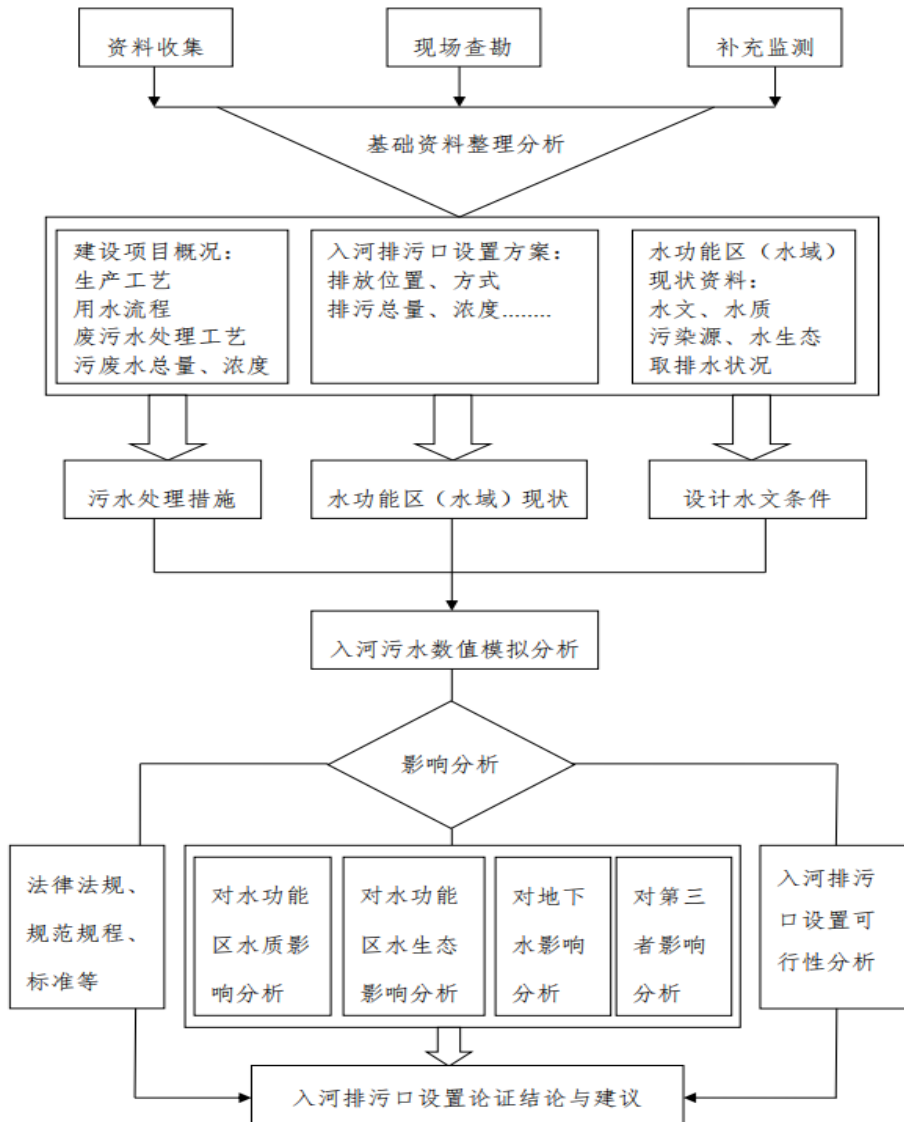 资料收集
现场查勘
补充监测
基础资料整理分析
建设项目概况：
生产工艺
用水流程
废污水处理工艺
污废水总量、浓度
入河排污口设置方案：
排放位置、方式
排污总量、浓度........
水功能区（水域）
现状资料：
水文、水质
污染源、水生态
取排水状况
污水处理措施
水功能区（水域）现状
设计水文条件
入河污水数值模拟分析
影响分析
法律法规、
规范规程、
标准等
对水功能
区水质影
响分析
对水功能
区水生态
影响分析
对地下
水影响
分析
对第三
者影响
分析
入河排污
口设置可
行性分析
入河排污口设置论证结论与建议